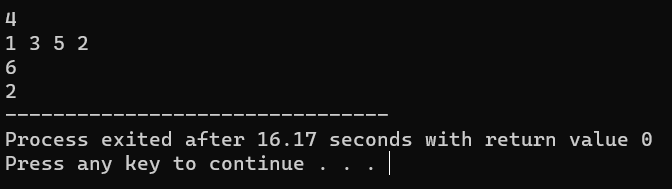 4
1 3 5 2
6
2
--------------------------------
Process exited after 16.17 seconds with return value 0
Press any key to continue . . .